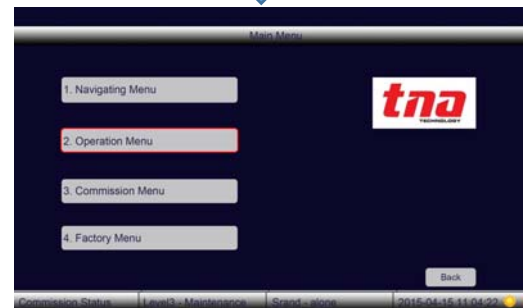 Main Menu
1. Navigating Menu
tna
TECHNOLOGY
2. Operation Menu
3. Commission Menu
4. Factory Menu
Back
Commission Status Level3 - Maintenance Srand - alone 2015-04-15 11:04:22